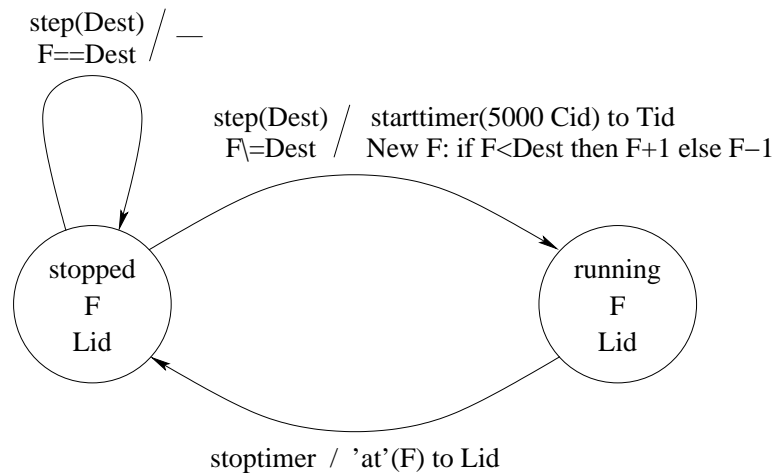 step(Dest) / —
F==Dest
step(Dest) / starttimer(5000 Cid) to Tid
F\=Dest New F: if F<Dest then F+1 else F−1
stopped
F
Lid
running
F
Lid
stoptimer / ’at’(F) to Lid